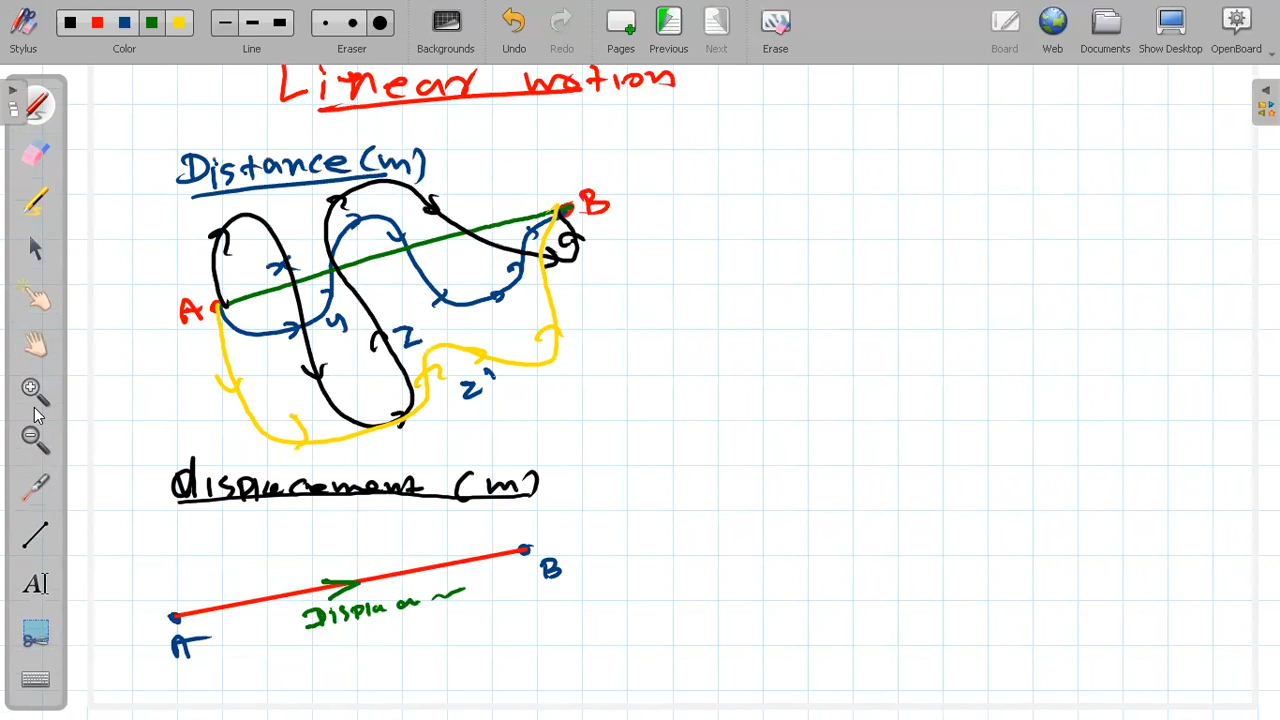 Stylus Color Line Eraser Backgrounds Undo Redo Pages Previous Next Erase Board Web Documents Show Desktop OpenBoard
Linear motion
Distance (m)
B
x
A
y
Z
Z'
displacement (m)
B
A